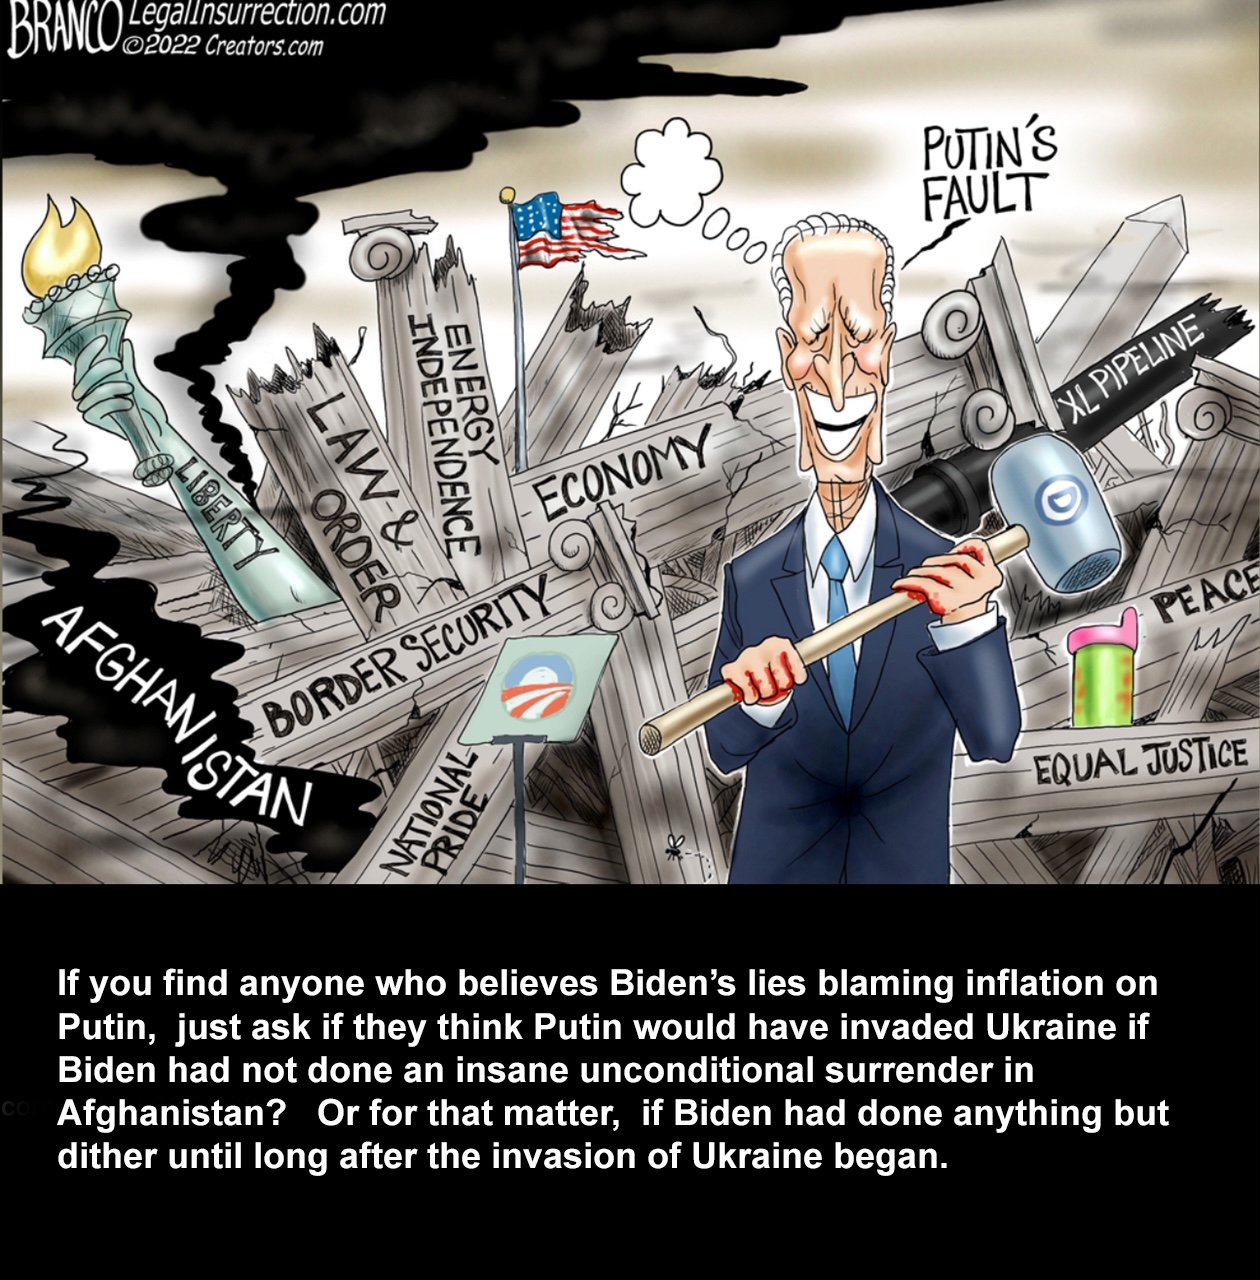 BRANCO LegalInsurrection.com
©2022 Creators.com
PUTIN'S
FAULT
LIBERTY
LAW &
ORDER
ENERGY
INDEPENDENCE
ECONOMY
XL PIPELINE
PEACE
AFGHANISTAN
BORDER SECURITY
NATIONAL
PRIDE
D
EQUAL JUSTICE
If you find anyone who believes Biden’s lies blaming inflation on
Putin,  just ask if they think Putin would have invaded Ukraine if
Biden had not done an insane unconditional surrender in
Afghanistan?   Or for that matter,  if Biden had done anything but
dither until long after the invasion of Ukraine began.